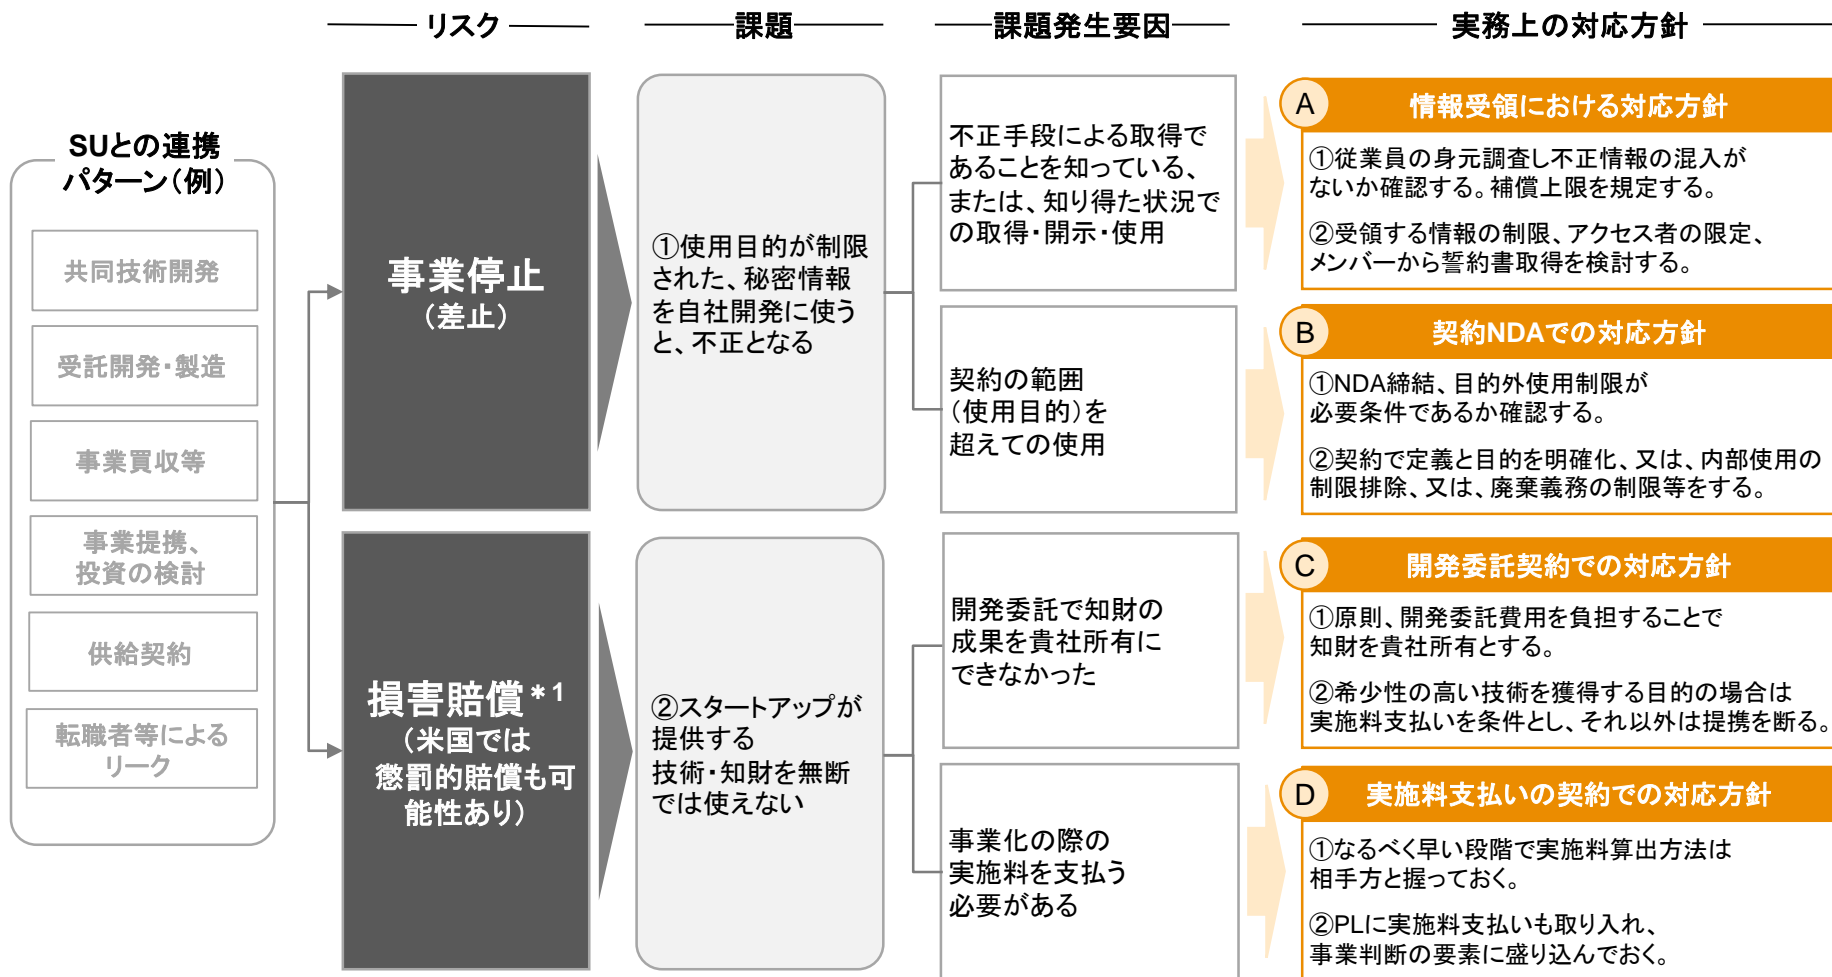 リスク
課題
課題発生要因
実務上の対応方針
SUとの連携
パターン（例）
共同技術開発
受託開発・製造
事業買収等
事業提携、
投資の検討
供給契約
転職者等による
リーク
事業停止
（差止）
損害賠償*1
（米国では
懲罰的賠償も可
能性あり）
①使用目的が制限
された、秘密情報
を自社開発に使う
と、不正となる
②スタートアップが
提供する
技術・知財を無断
では使えない
不正手段による取得で
あることを知っている、
または、知り得た状況で
の取得・開示・使用
契約の範囲
（使用目的）を
超えての使用
開発委託で知財の
成果を貴社所有に
できなかった
事業化の際の
実施料を支払う
必要がある
A 情報受領における対応方針
①従業員の身元調査し不正情報の混入が
ないか確認する。補償上限を規定する。
②受領する情報の制限、アクセス者の限定、
メンバーから誓約書取得を検討する。
B 契約NDAでの対応方針
①NDA締結、目的外使用制限が
必要条件であるか確認する。
②契約で定義と目的を明確化、又は、内部使用の
制限排除、又は、廃棄義務の制限等をする。
C 開発委託契約での対応方針
①原則、開発委託費用を負担することで
知財を貴社所有とする。
②希少性の高い技術を獲得する目的の場合は
実施料支払いを条件とし、それ以外は提携を断る。
D 実施料支払いの契約での対応方針
①なるべく早い段階で実施料算出方法は
相手方と握っておく。
②PLに実施料支払いも取り入れ、
事業判断の要素に盛り込んでおく。